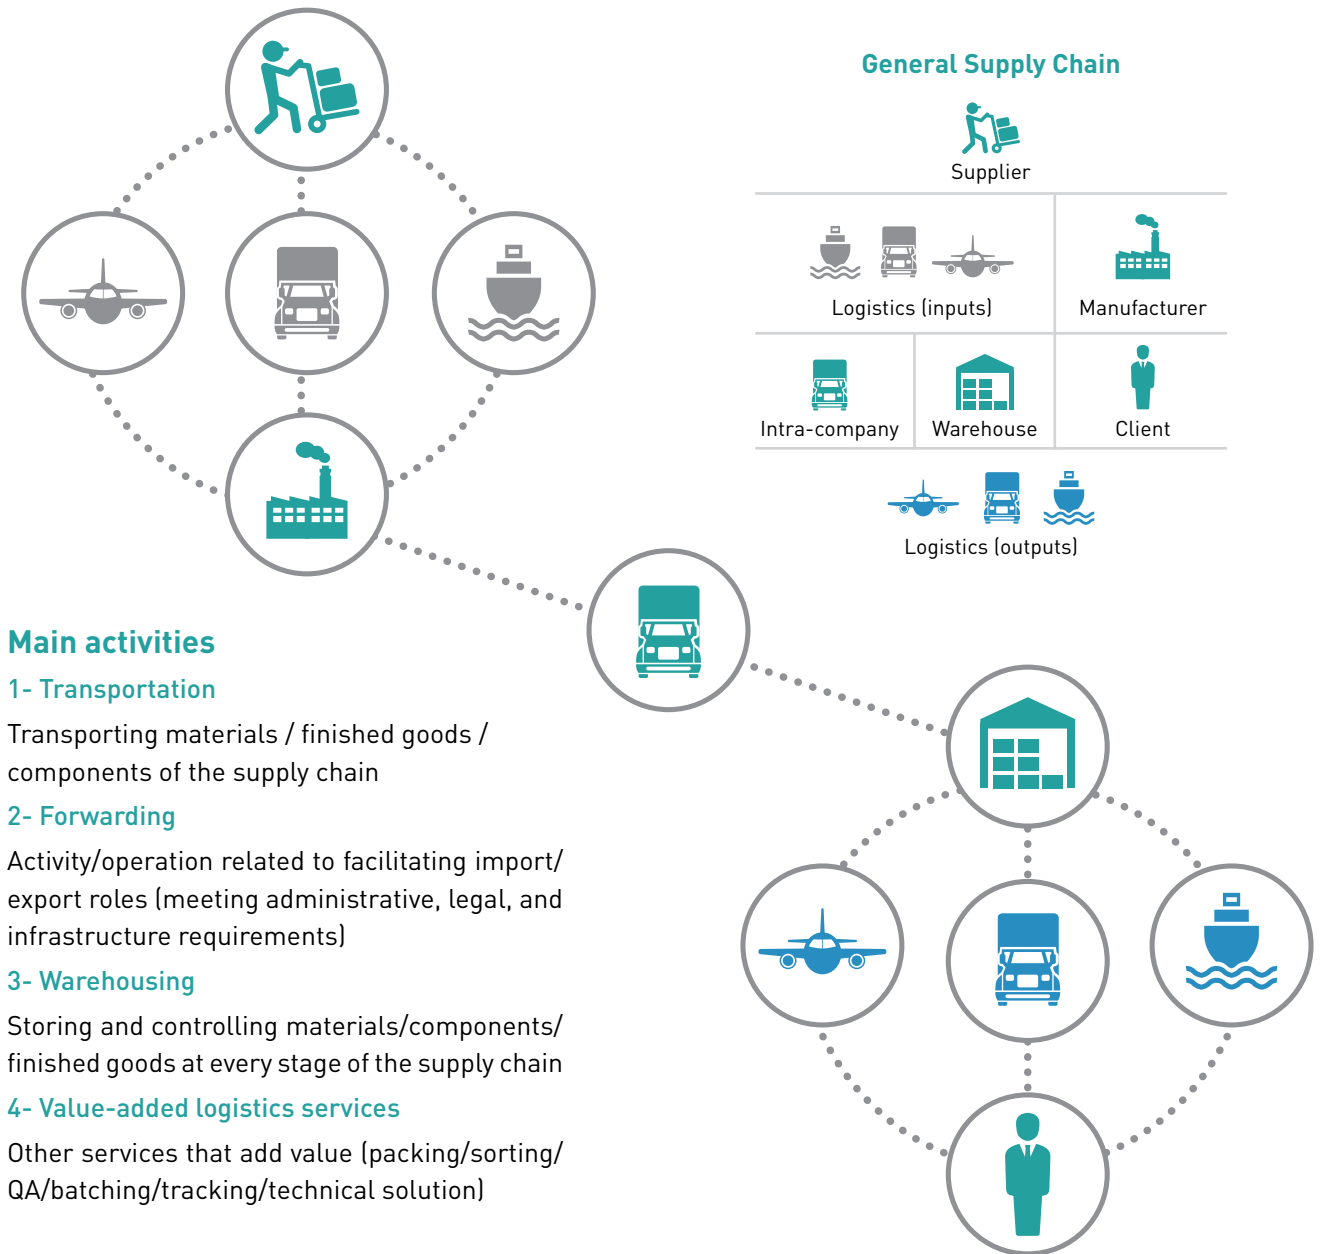 General Supply Chain
Supplier
Logistics (inputs)
Manufacturer
Intra-company
Warehouse
Client
Logistics (outputs)
Main activities
1- Transportation
Transporting materials / finished goods /
components of the supply chain
2- Forwarding
Activity/operation related to facilitating import/
export roles (meeting administrative, legal, and
infrastructure requirements)
3- Warehousing
Storing and controlling materials/components/
finished goods at every stage of the supply chain
4- Value-added logistics services
Other services that add value (packing/sorting/
QA/batching/tracking/technical solution)